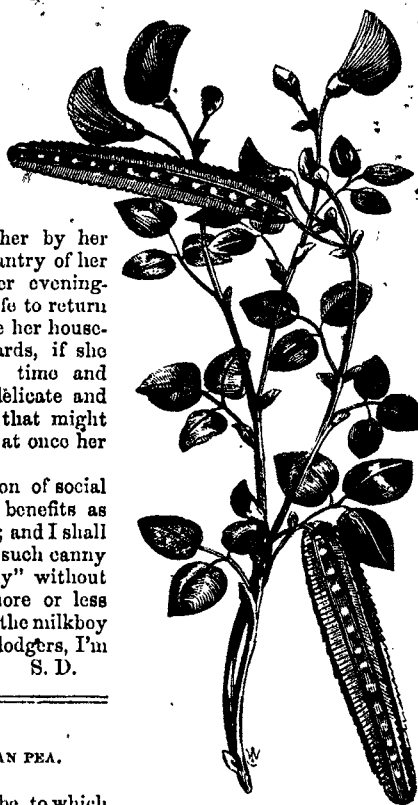 her by her
antry of her
er evening-
fe to return
e her house-
ards, if she
time and
delicate and
that might
at once her
on of social
benefits as
; and I shall
such canny
y" without
nore or less
the milkboy
lodgers, I'm
S. D.
AN PEA.
be, to which